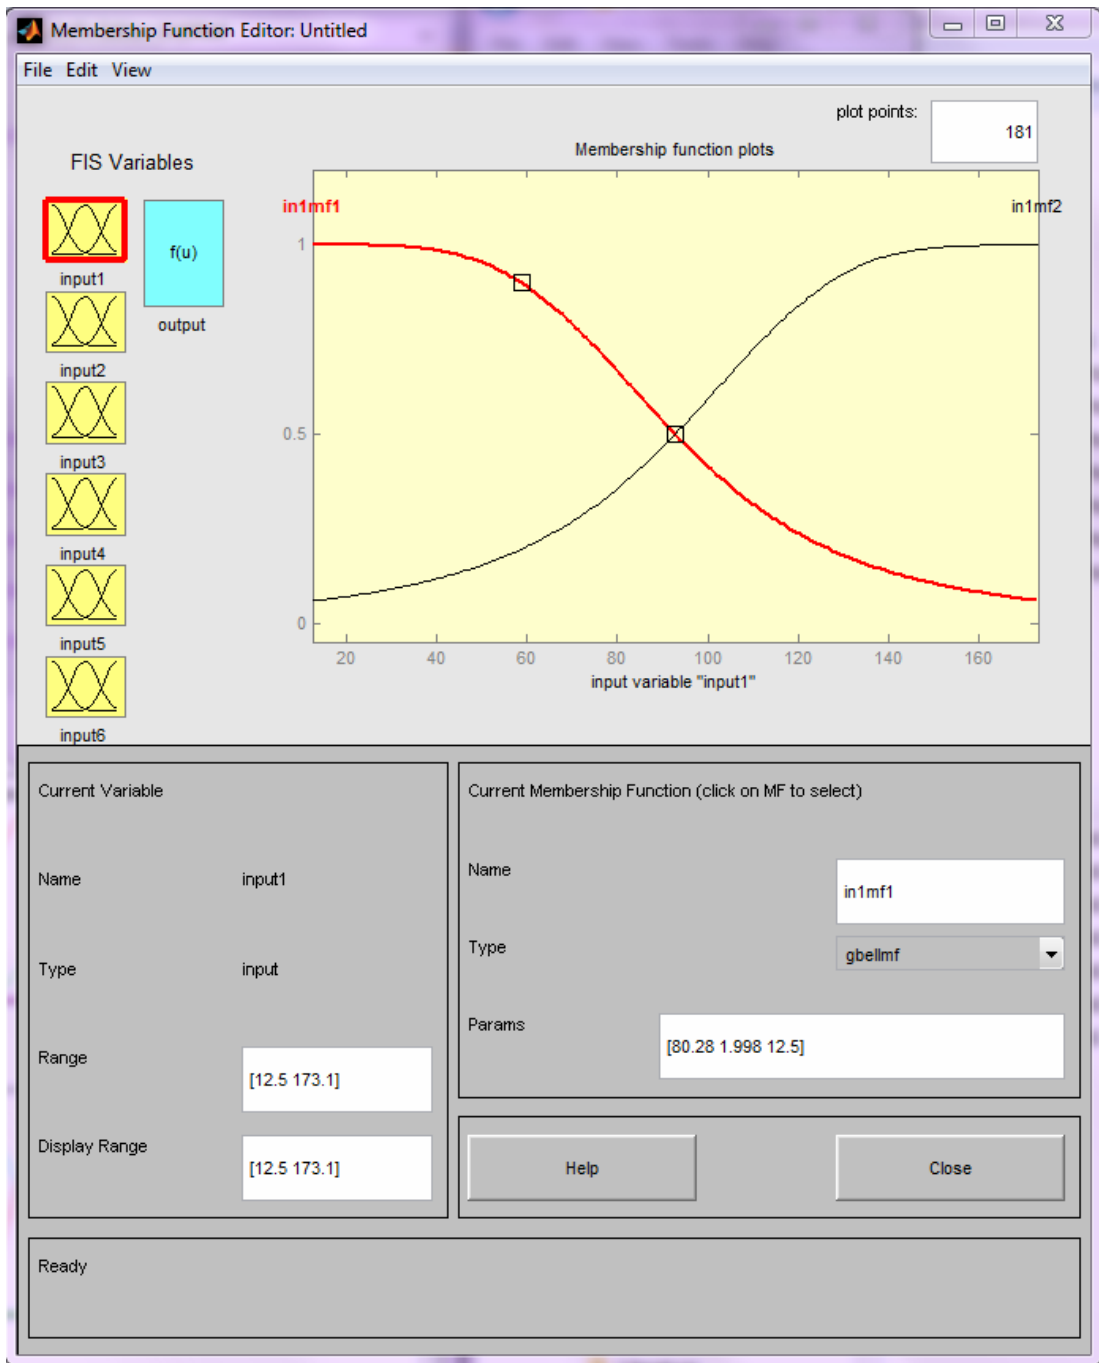 Membership Function Editor: Untitled
File Edit View
plot points:
181
FIS Variables
Membership function plots
in1mf1
in1mf2
f(u)
input1
output
input2
input3
input4
input5
input6
1
0.5
0
20 40 60 80 100 120 140 160
input variable "input1"
Current Variable
Name input1
Type input
Range [12.5 173.1]
Display Range [12.5 173.1]
Current Membership Function (click on MF to select)
Name in1mf1
Type gbellmf
Params [80.28 1.998 12.5]
Help Close
Ready